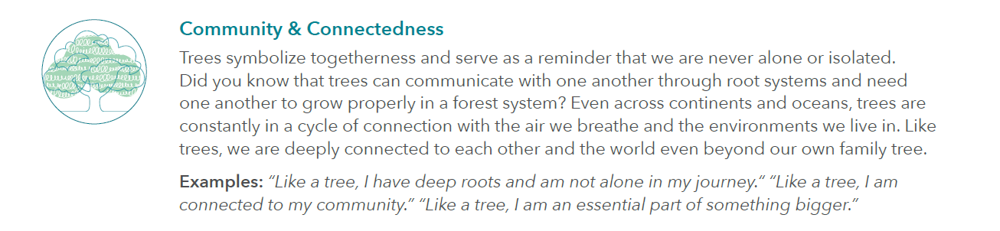 Community & Connectedness
Trees symbolize togetherness and serve as a reminder that we are never alone or isolated.
Did you know that trees can communicate with one another through root systems and need
one another to grow properly in a forest system? Even across continents and oceans, trees are
constantly in a cycle of connection with the air we breathe and the environments we live in. Like
trees, we are deeply connected to each other and the world even beyond our own family tree.
Examples: “Like a tree, I have deep roots and am not alone in my journey.” “Like a tree, I am
connected to my community.” “Like a tree, I am an essential part of something bigger.”